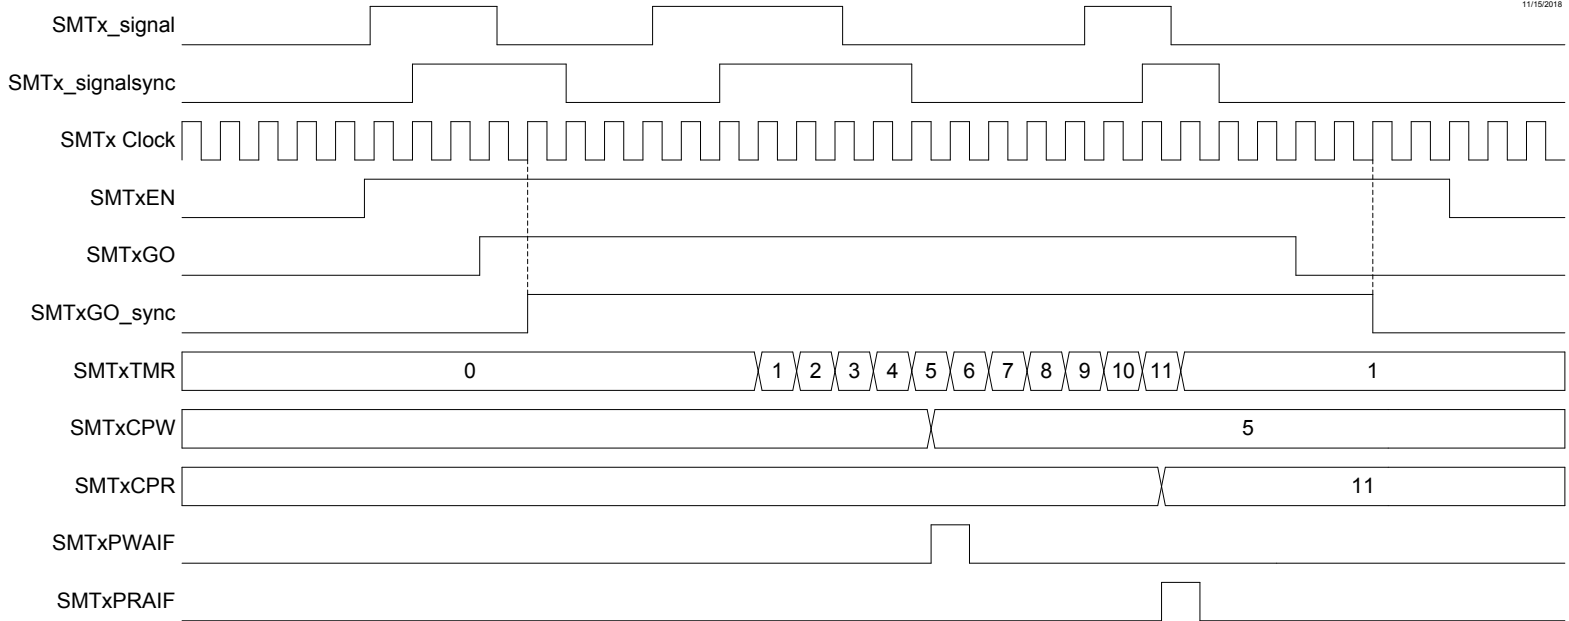 11/15/2018
SMTx_signal
SMTx_signalsync
SMTx Clock
SMTxEN
SMTxGO
SMTxGO_sync
SMTxTMR 0 1 2 3 4 5 6 7 8 9 10 11 1
SMTxCPW 5
SMTxCPR 11
SMTxPWAIF
SMTxPRAIF